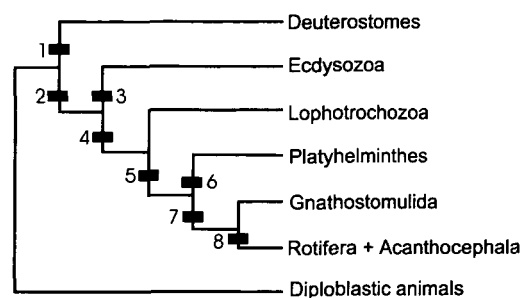 Deuterostomes
1
Ecdysozoa
2
3
Lophotrochozoa
4
Platyhelminthes
5
6
Gnathostomulida
7
8
Rotifera + Acanthocephala
Diploblastic animals